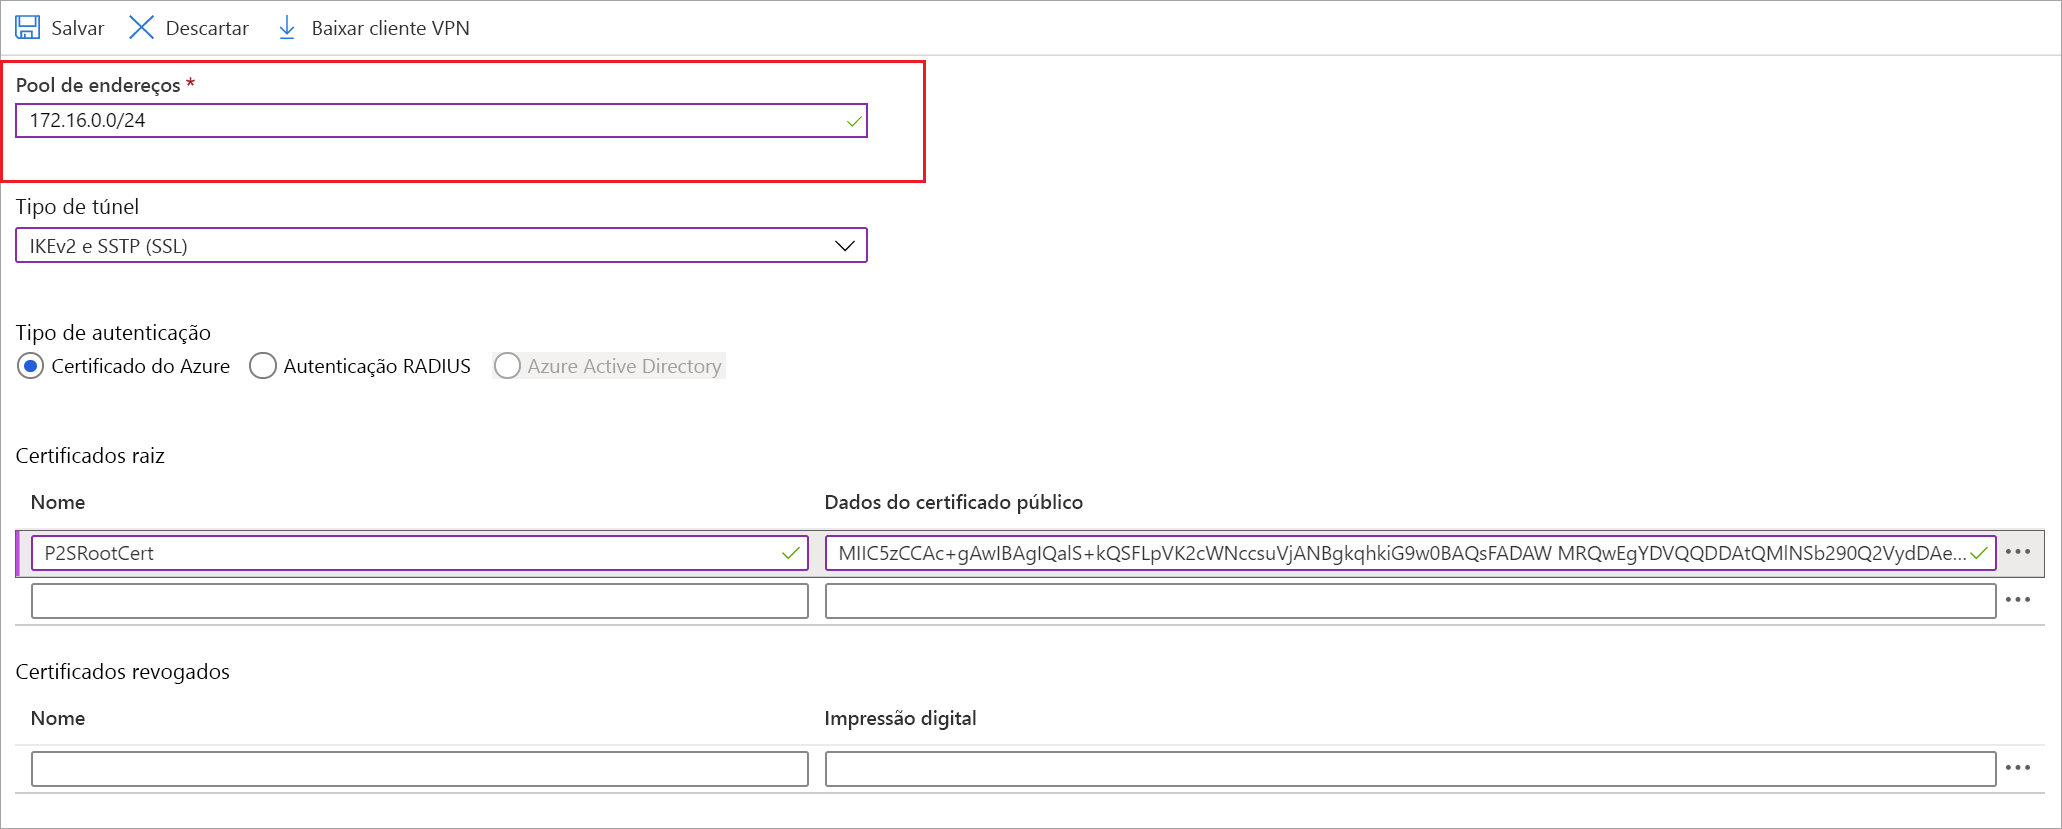 Salvar Descartar Baixar cliente VPN
Pool de endereços *
172.16.0.0/24
Tipo de túnel
IKEv2 e SSTP (SSL)
Tipo de autenticação
Certificado do Azure Autenticação RADIUS Azure Active Directory
Certificados raiz
Nome Dados do certificado público
P2SRootCert MIIC5zCCAc+gAwIBAgIQalS+kQSFLpVK2cWNccsuVjANBgkqhkiG9w0BAQsFADAW MRQwEgYDVQQDDAtQMlNSb290Q2VydDAe...
Certificados revogados
Nome Impressão digital